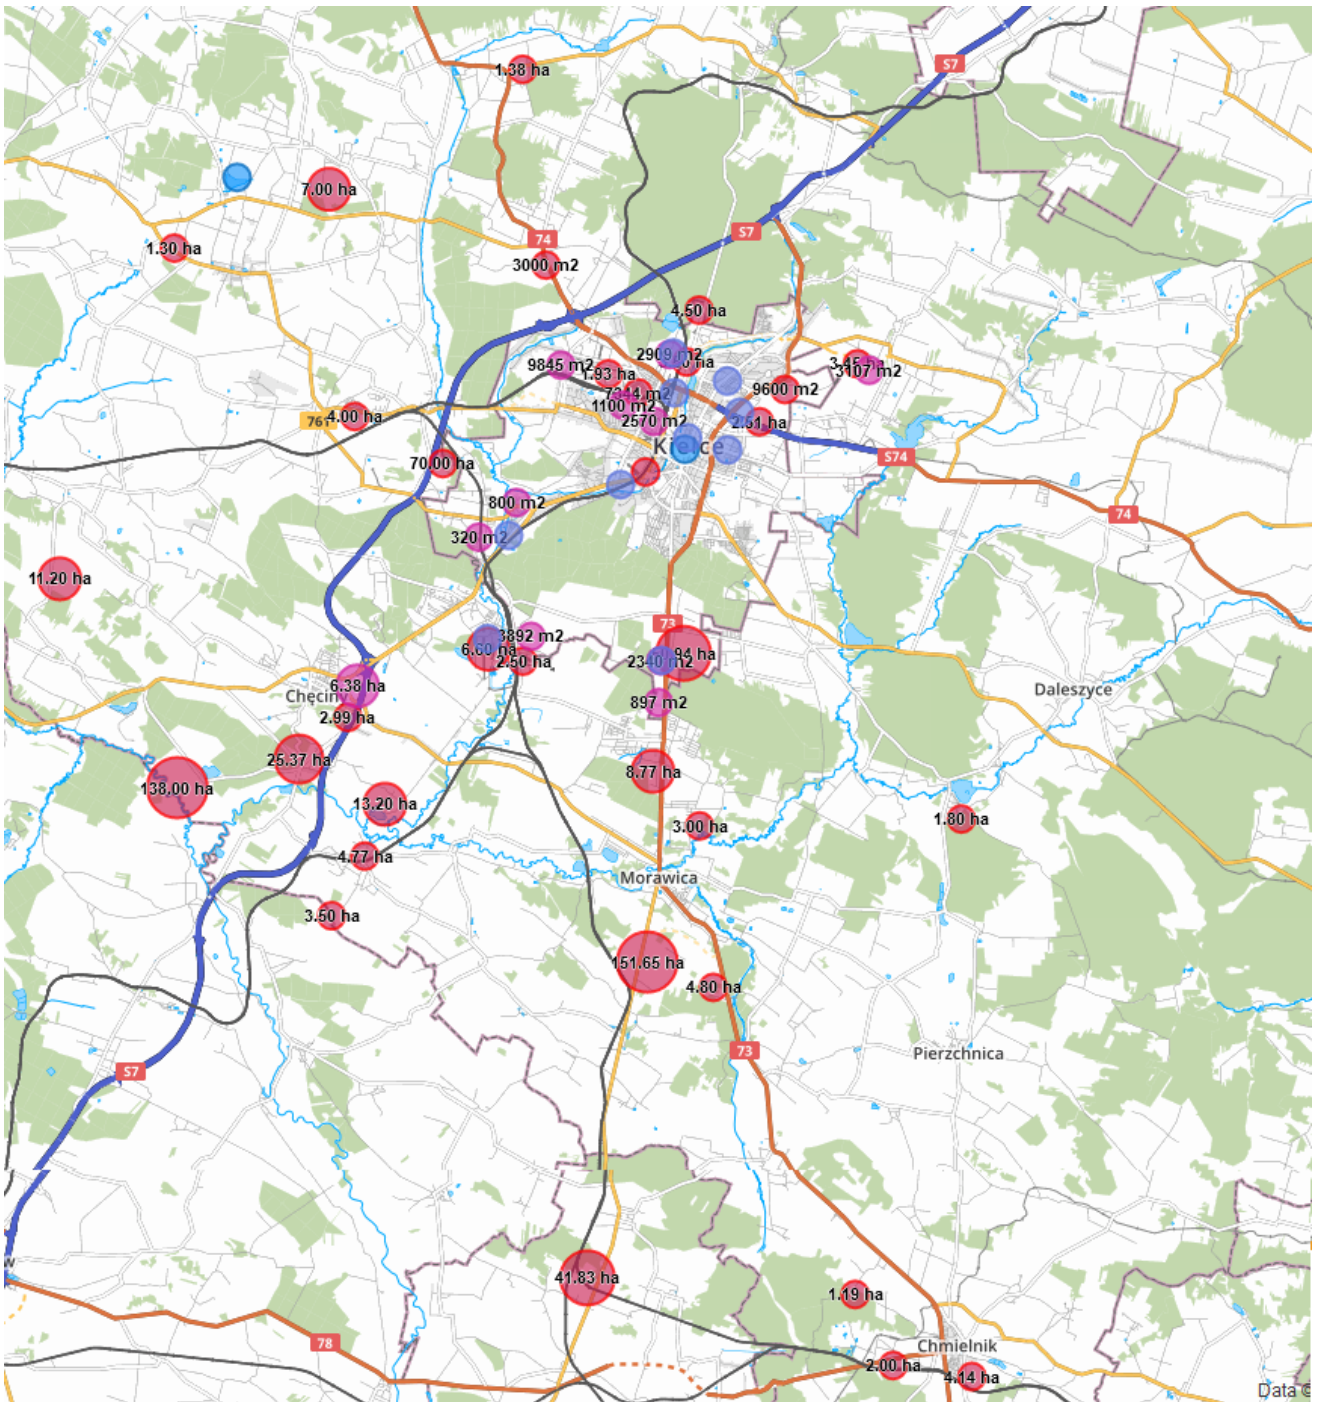 S7
1.38 ha
7.00 ha
S7
74
1.30 ha
3000 m2
4.50 ha
2909 m2
9845 m2
1.93 ha
3107 m2
7344 m2
9600 m2
1100 m2
761
4.00 ha
2570 m2
2.61 ha
Kielce
S74
70.00 ha
800 m2
74
320 m2
11.20 ha
73
3892 m2
6.60 ha
2.50 ha
94 ha
2340 m2
6.38 ha
Chęciny
Daleszyce
897 m2
2.99 ha
25.37 ha
8.77 ha
138.00 ha
13.20 ha
3.00 ha
1.80 ha
4.77 ha
Morawica
3.50 ha
151.65 ha
4.80 ha
73
Pierzchnica
S7
w
41.83 ha
1.19 ha
78
Chmielnik
2.00 ha
4.14 ha
Data ©